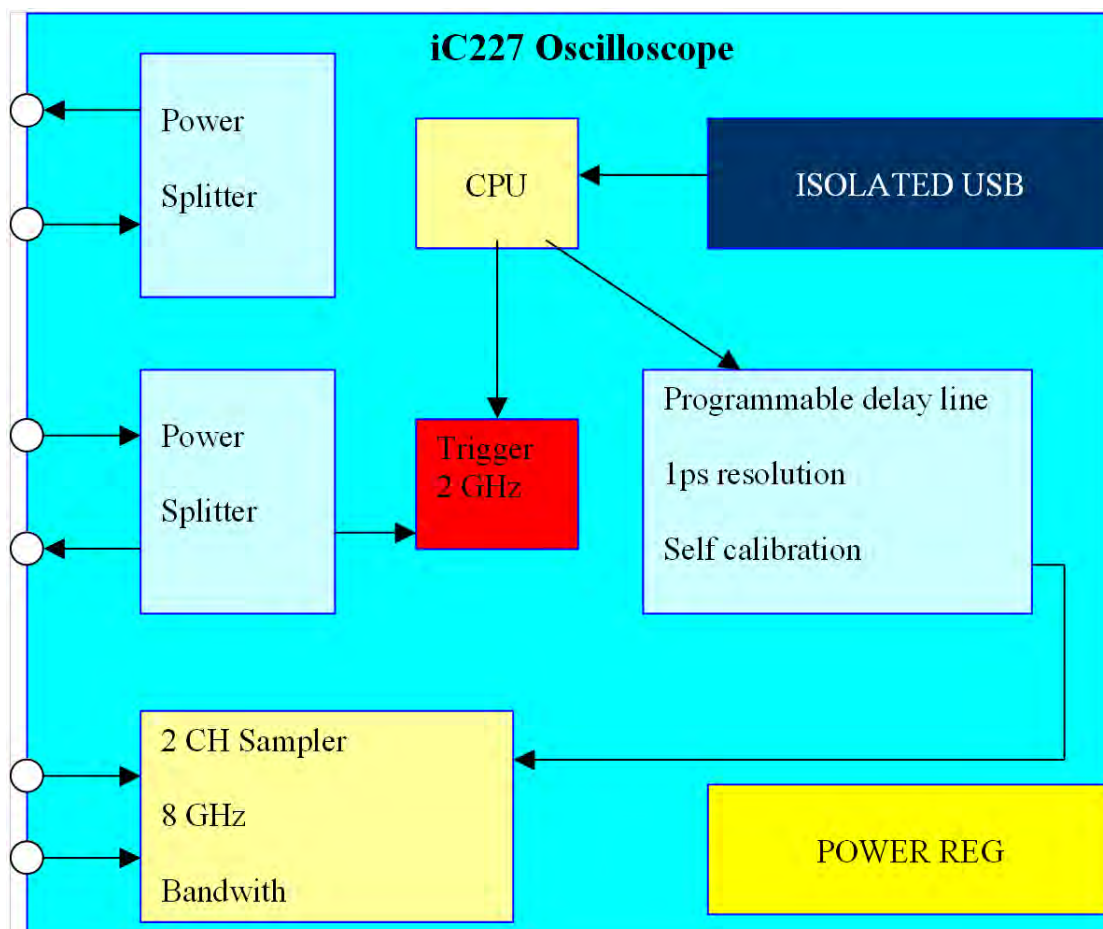 iC227 Oscilloscope
Power
Splitter
CPU
ISOLATED USB
Power
Splitter
Trigger
2 GHz
Programmable delay line
1ps resolution
Self calibration
2 CH Sampler
8 GHz
Bandwith
POWER REG